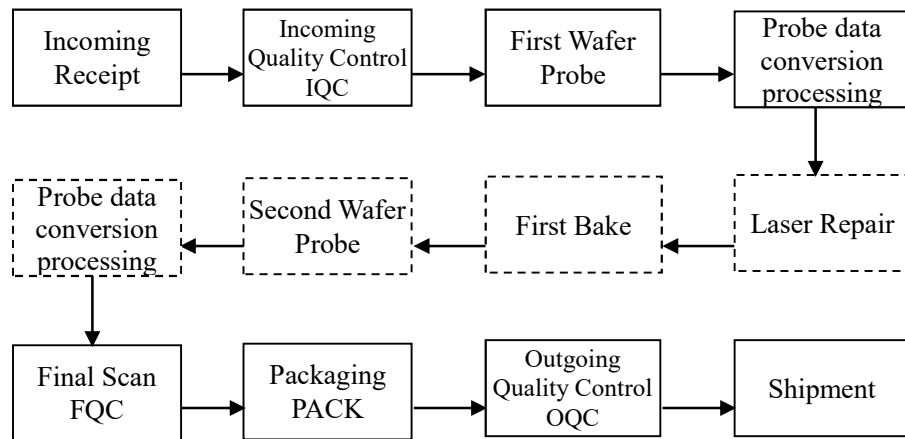 Incoming
Receipt
Incoming
Quality Control
IQC
First Wafer
Probe
Probe data
conversion
processing
Laser Repair
First Bake
Second Wafer
Probe
Probe data
conversion
processing
Final Scan
FQC
Packaging
PACK
Outgoing
Quality Control
OQC
Shipment